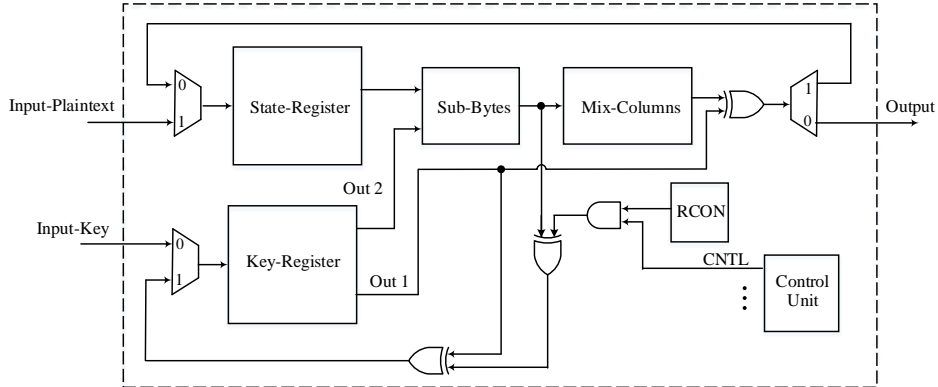 0
1
Input-Plaintext
State-Register
Sub-Bytes
Mix-Columns
1
0
Output
Out 2
Input-Key
0
1
Key-Register
Out 1
RCON
CNTL
Control
Unit